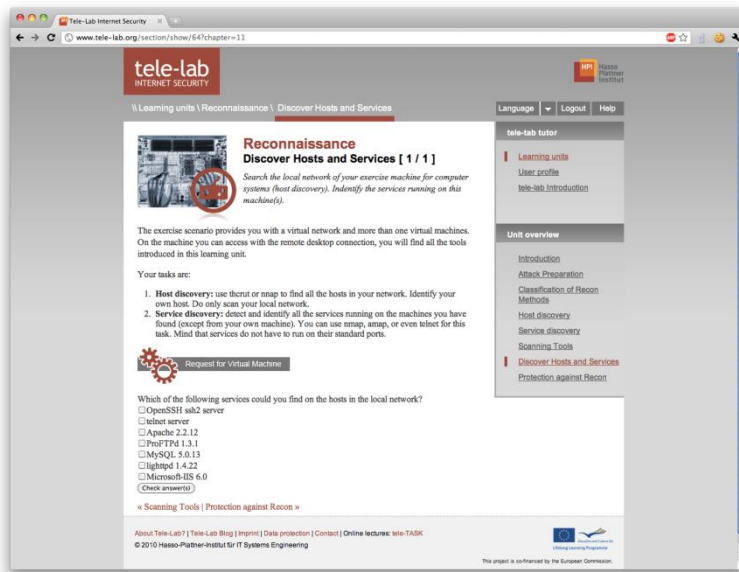 Tele-Lab Internet Security
www.tele-lab.org/section/show/64?chapter=11
tele-lab
INTERNET SECURITY
HPI Hasso
Plattner
Institut
\\ Learning units \ Reconnaissance \ Discover Hosts and Services
Language Logout Help
Reconnaissance
Discover Hosts and Services [ 1 / 1 ]
Search the local network of your exercise machine for computer
systems (host discovery). Indentify the services running on this
machine(s).
The exercise scenario provides you with a virtual network and more than one virtual machines.
On the machine you can access with the remote desktop connection, you will find all the tools
introduced in this learning unit.
Your tasks are:
1. Host discovery: use thcrut or nnap to find all the hosts in your network. Identify your
own host. Do only scan your local network.
2. Service discovery: detect and identify all the services running on the machines you have
found (except from your own machine). You can use nmap, amap, or even telnet for this
task. Mind that services do not have to run on their standard ports.
Request for Virtual Machine
Which of the following services could you find on the hosts in the local network?
OpenSSH ssh2 server
telnet server
Apache 2.2.12
ProFTPd 1.3.1
MySQL 5.0.13
lighttpd 1.4.22
Microsoft-IIS 6.0
Check answer(s)
« Scanning Tools | Protection against Recon »
tele-tab tutor
Learning units
User profile
tele-lab Introduction
Unit overview
Introduction
Attack Preparation
Classification of Recon
Methods
Host discovery
Service discovery
Scanning Tools
Discover Hosts and Services
Protection against Recon
About Tele-Lab? | Tele-Lab Blog | Imprint | Data protection | Contact | Online lectures: tele-TASK
© 2010 Hasso-Plattner-Institut für IT Systems Engineering
Lifelong Learning Programme
This project is co-financed by the European Commission.